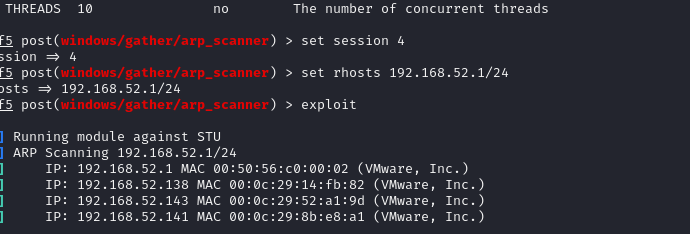 THREADS 10 no The number of concurrent threads
f5 post(windows/gather/arp_scanner) > set session 4
ssion => 4
f5 post(windows/gather/arp_scanner) > set rhosts 192.168.52.1/24
osts => 192.168.52.1/24
f5 post(windows/gather/arp_scanner) > exploit
] Running module against STU
] ARP Scanning 192.168.52.1/24
] IP: 192.168.52.1 MAC 00:50:56:c0:00:02 (VMware, Inc.)
] IP: 192.168.52.138 MAC 00:0c:29:14:fb:82 (VMware, Inc.)
] IP: 192.168.52.143 MAC 00:0c:29:52:a1:9d (VMware, Inc.)
] IP: 192.168.52.141 MAC 00:0c:29:8b:e8:a1 (VMware, Inc.)